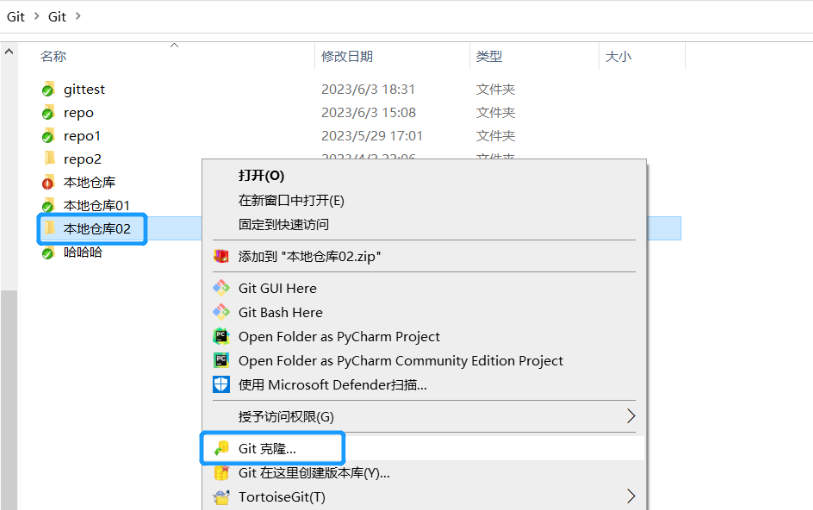 Git > Git >
名称 修改日期 类型 大小
gittest 2023/6/3 18:31 文件夹
repo 2023/6/3 15:08 文件夹
repo1 2023/5/29 17:01 文件夹
repo2
本地仓库
本地仓库01
本地仓库02
哈哈哈
打开(O)
在新窗口中打开(E)
固定到快速访问
添加到 "本地仓库02.zip"
Git GUI Here
Git Bash Here
Open Folder as PyCharm Project
Open Folder as PyCharm Community Edition Project
使用 Microsoft Defender扫描...
授予访问权限(G)
Git 克隆...
Git 在这里创建版本库(Y)...
TortoiseGit(T)